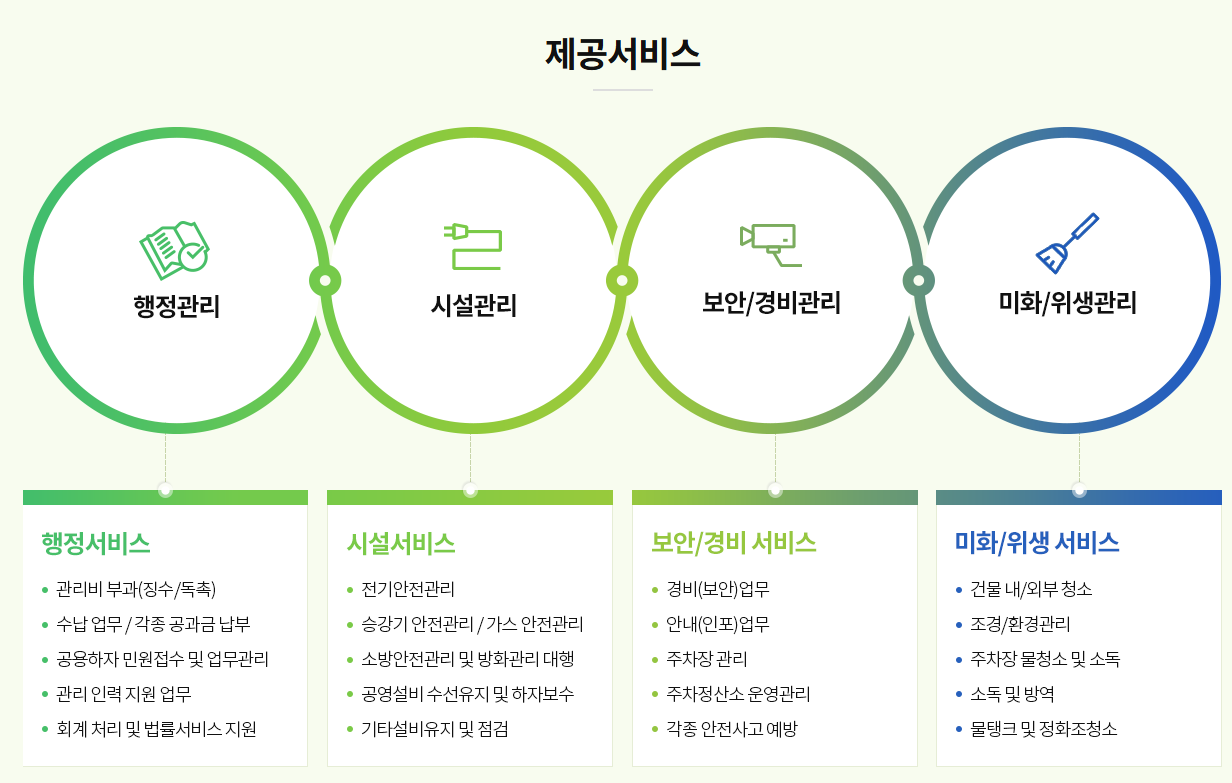 제공서비스
행정관리
시설관리
보안/경비관리
미화/위생관리
행정서비스
관리비 부과(징수/독촉)
수납 업무 / 각종 공과금 납부
공용하자 민원접수 및 업무관리
관리 인력 지원 업무
회계 처리 및 법률서비스 지원
시설서비스
전기안전관리
승강기 안전관리 / 가스 안전관리
소방안전관리 및 방화관리 대행
공영설비 수선유지 및 하자보수
기타설비유지 및 점검
보안/경비 서비스
경비(보안)업무
안내(인포)업무
주차장 관리
주차정산소 운영관리
각종 안전사고 예방
미화/위생 서비스
건물 내/외부 청소
조경/환경관리
주차장 물청소 및 소독
소독 및 방역
물탱크 및 정화조청소